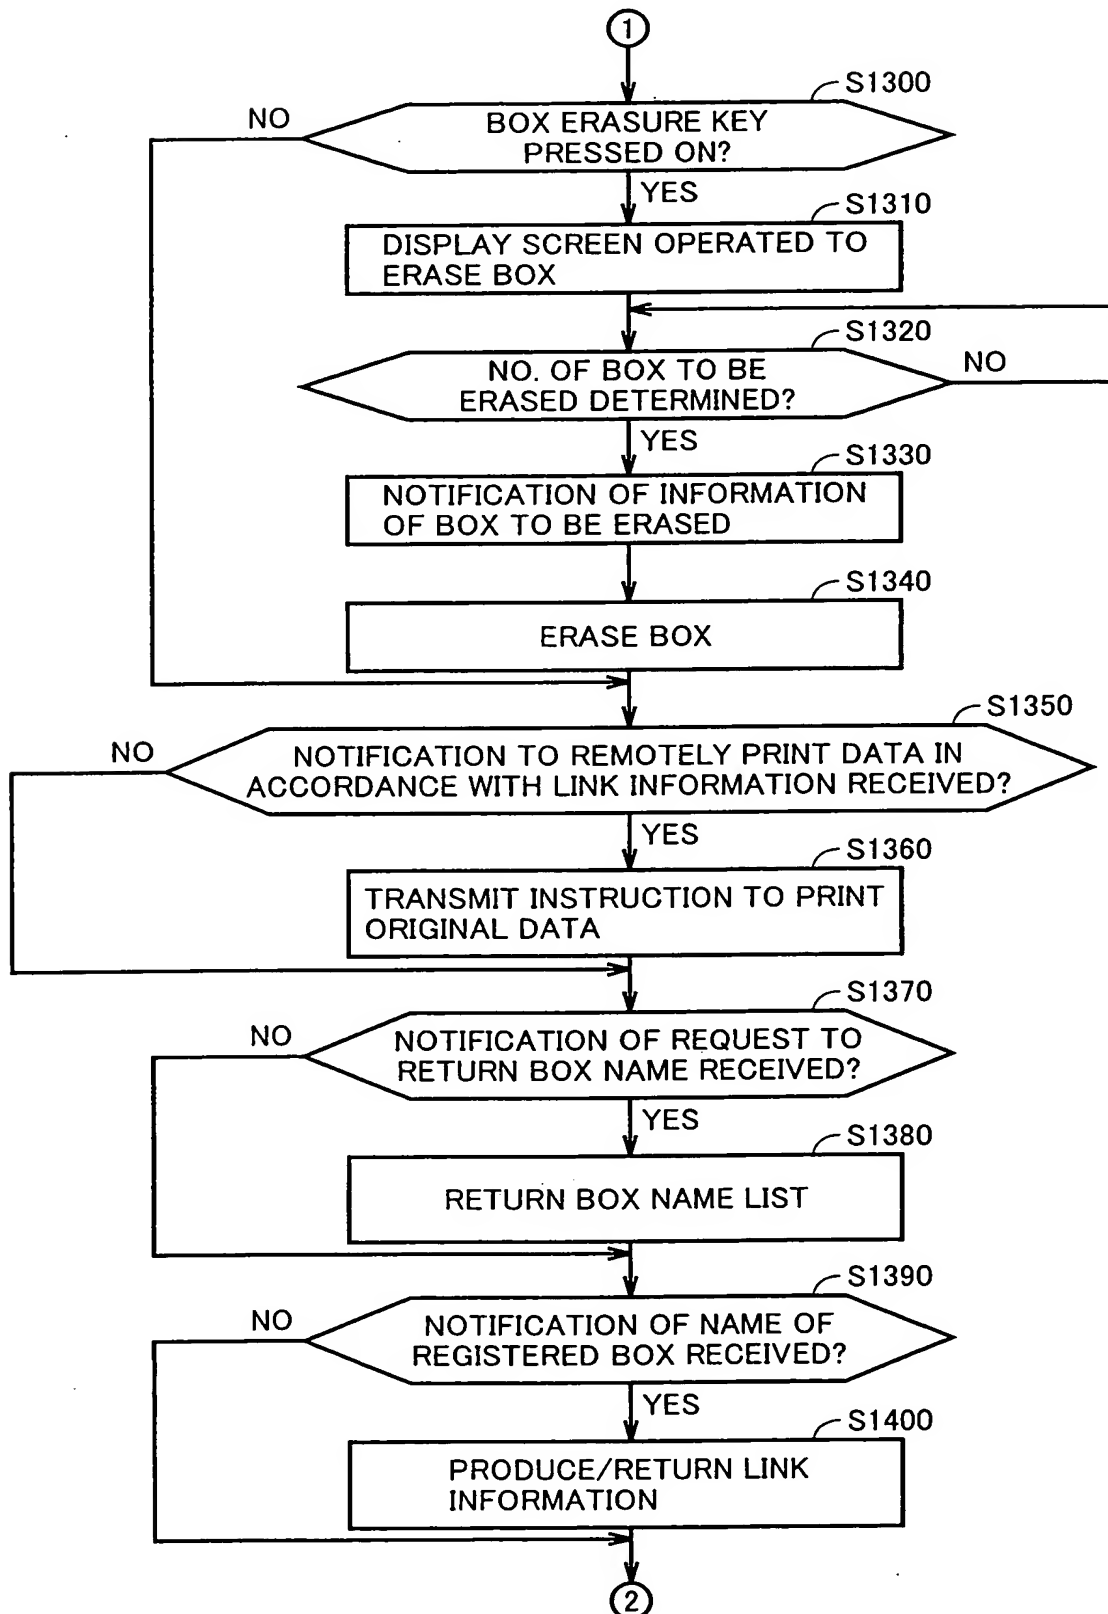 1
S1300
NO
BOX ERASURE KEY
PRESSED ON?
YES
S1310
DISPLAY SCREEN OPERATED TO
ERASE BOX
S1320
NO. OF BOX TO BE
ERASED DETERMINED?
NO
YES
S1330
NOTIFICATION OF INFORMATION
OF BOX TO BE ERASED
S1340
ERASE BOX
S1350
NO
NOTIFICATION TO REMOTELY PRINT DATA IN
ACCORDANCE WITH LINK INFORMATION RECEIVED?
YES
S1360
TRANSMIT INSTRUCTION TO PRINT
ORIGINAL DATA
S1370
NO
NOTIFICATION OF REQUEST TO
RETURN BOX NAME RECEIVED?
YES
S1380
RETURN BOX NAME LIST
S1390
NO
NOTIFICATION OF NAME OF
REGISTERED BOX RECEIVED?
YES
S1400
PRODUCE/RETURN LINK
INFORMATION
2